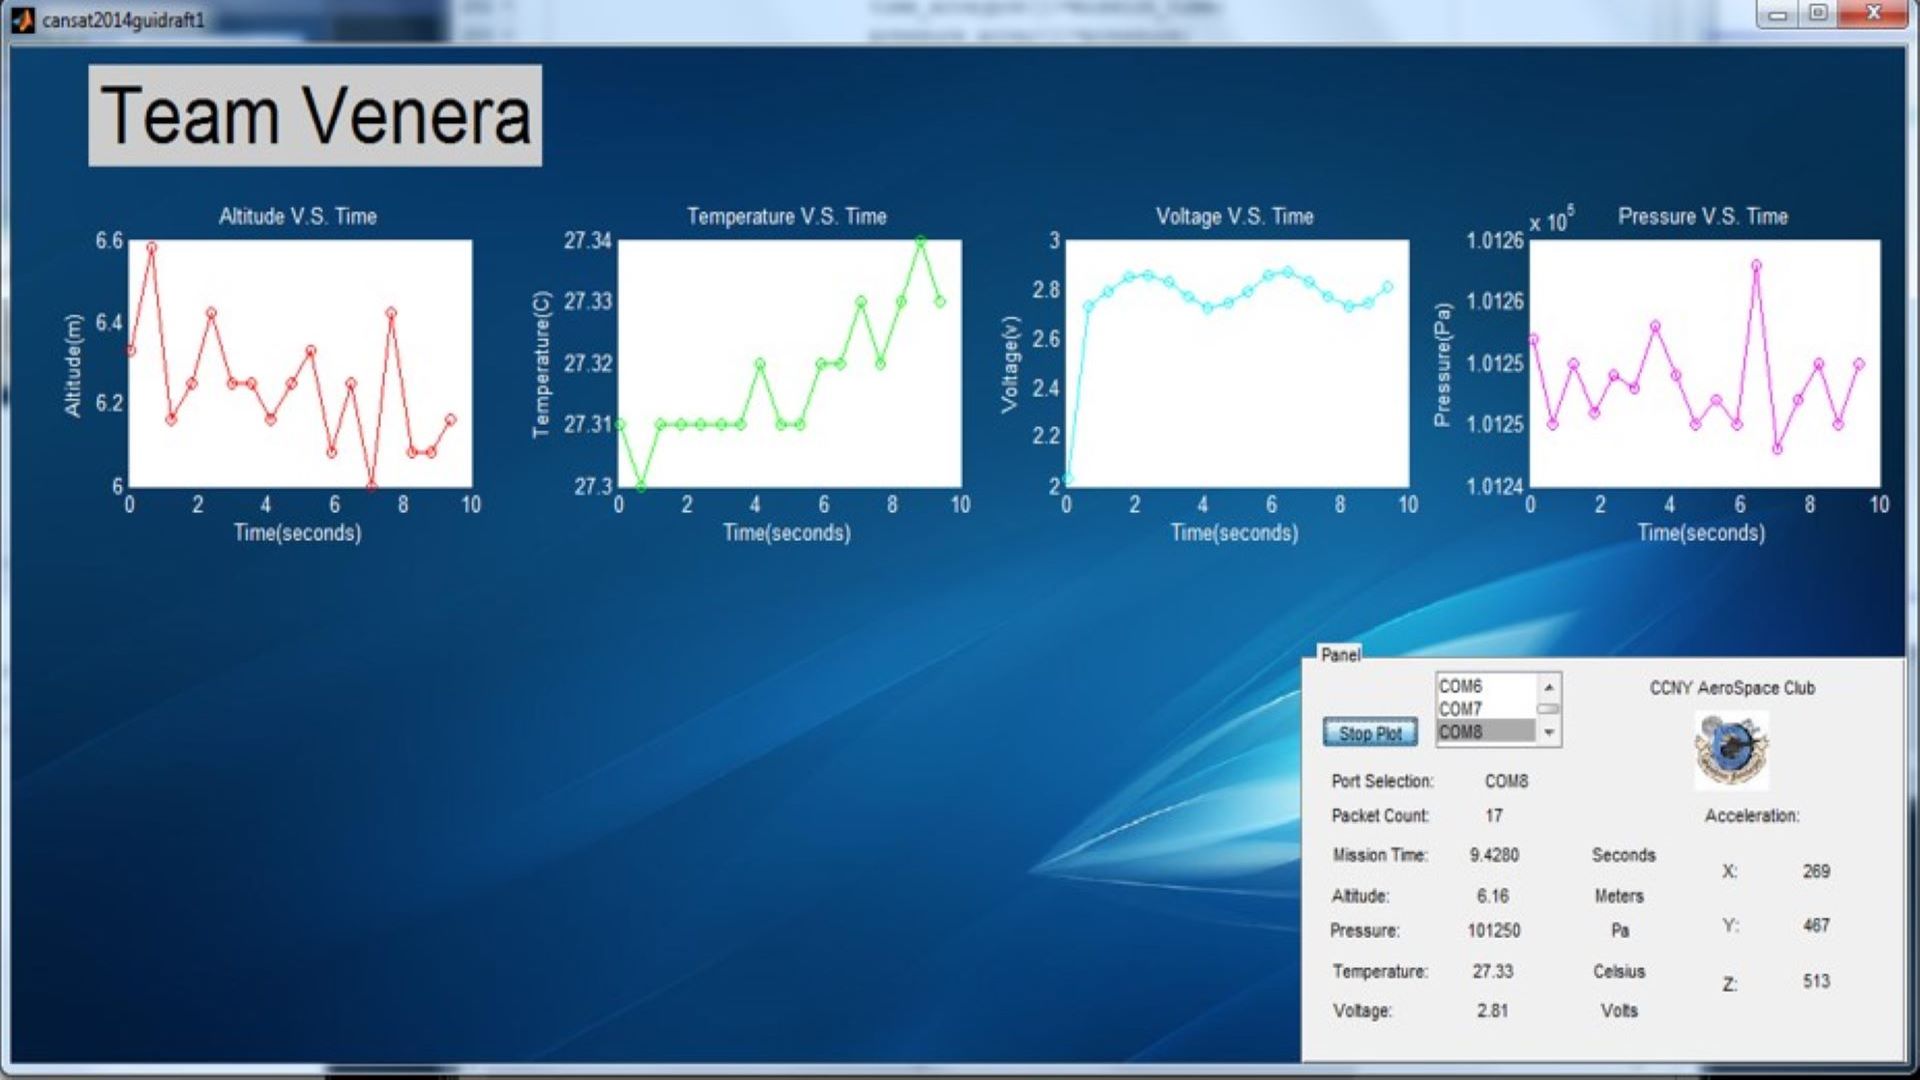 cansat2014guidraft1
Team Venera
Altitude V.S. Time
Altitude(m)
6.6
6.4
6.2
6
0 2 4 6 8 10
Time(seconds)
Temperature V.S. Time
Temperature(C)
27.34
27.33
27.32
27.31
27.3
0 2 4 6 8 10
Time(seconds)
Voltage V.S. Time
Voltage(v)
3
2.8
2.6
2.4
2.2
2
0 2 4 6 8 10
Time(seconds)
x 10^5 Pressure V.S. Time
Pressure(Pa)
1.0126
1.0126
1.0125
1.0125
1.0124
0 2 4 6 8 10
Time(seconds)
Panel
COM6
COM7
COM8
Stop Plot
CCNY AeroSpace Club
Port Selection: COM8
Packet Count: 17
Mission Time: 9.4280 Seconds
Altitude: 6.16 Meters
Pressure: 101250 Pa
Temperature: 27.33 Celsius
Voltage: 2.81 Volts
Acceleration:
X: 269
Y: 467
Z: 513